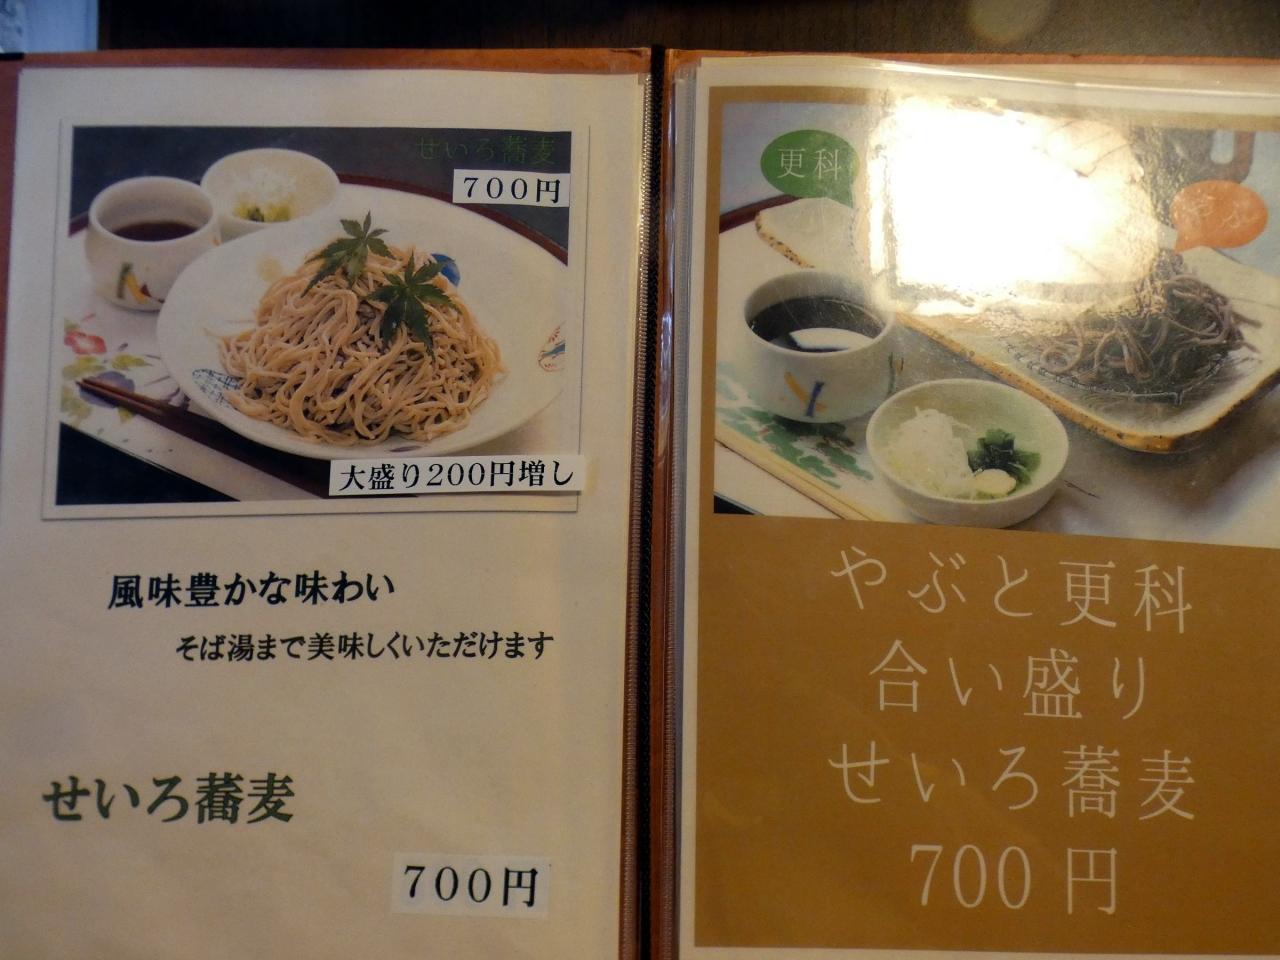 せいろ蕎麦
700円
大盛り200円増し
風味豊かな味わい
そば湯まで美味しくいただけます
せいろ蕎麦
700円
更科
やぶと更科
合い盛り
せいろ蕎麦
700円